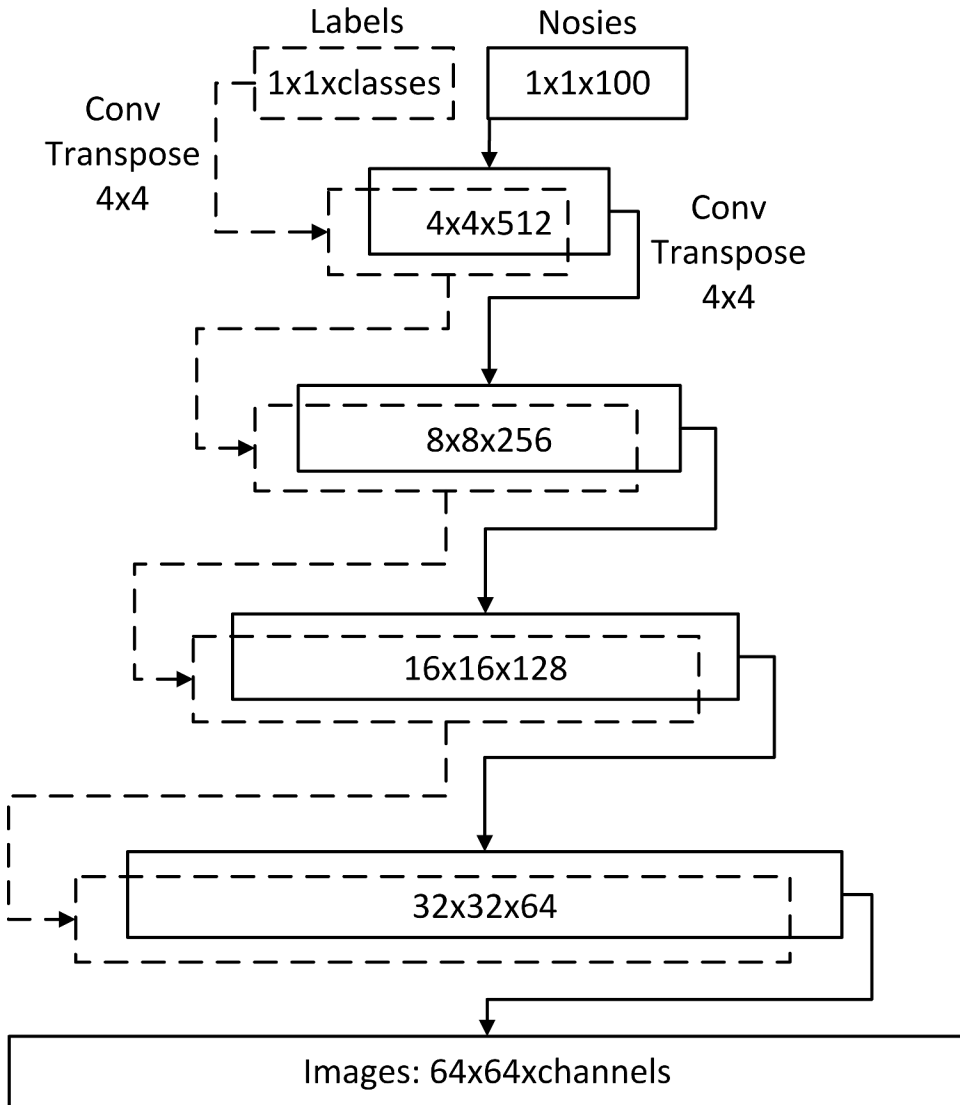 Labels
Nosies
1x1xclasses
1x1x100
Conv
Transpose
4x4
4x4x512
Conv
Transpose
4x4
8x8x256
16x16x128
32x32x64
Images: 64x64xchannels